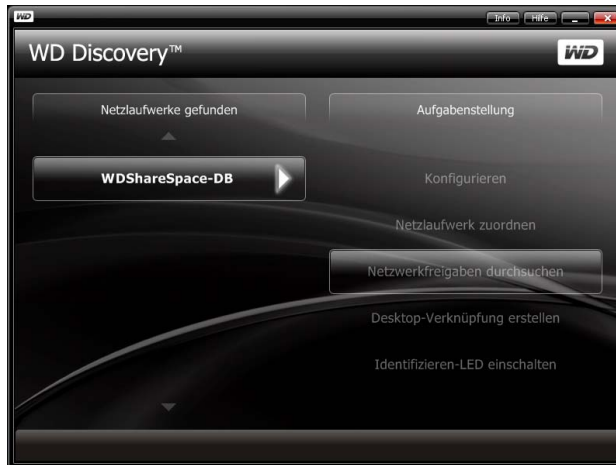 WD
Info
Hilfe
WD Discovery™
WD
Netzlaufwerke gefunden
Aufgabenstellung
WDShareSpace-DB
Konfigurieren
Netzlaufwerk zuordnen
Netzwerkfreigaben durchsuchen
Desktop-Verknüpfung erstellen
Identifizieren-LED einschalten